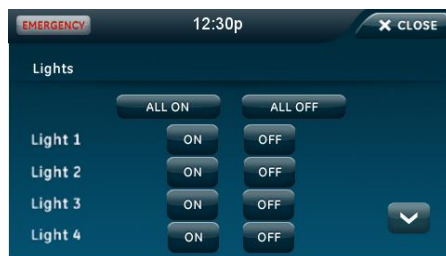 EMERGENCY 12:30p X CLOSE
Lights
ALL ON ALL OFF
Light 1 ON OFF
Light 2 ON OFF
Light 3 ON OFF
Light 4 ON OFF